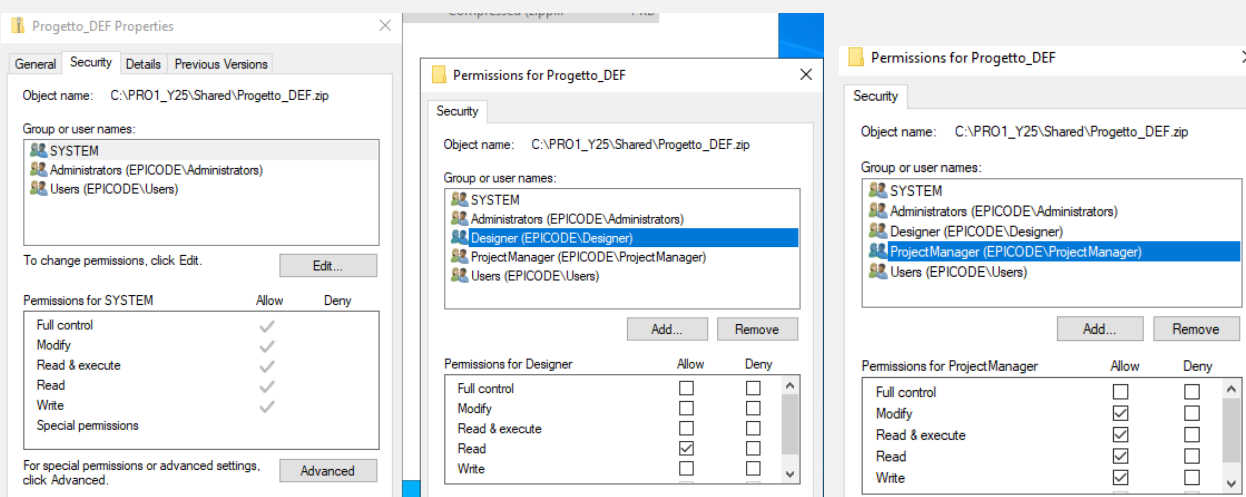 Progetto_DEF Properties
General Security Details Previous Versions
Object name: C:\PRO1_Y25\Shared\Progetto_DEF.zip
Group or user names:
SYSTEM
Administrators (EPICODE\Administrators)
Users (EPICODE\Users)
To change permissions, click Edit.
Edit...
Permissions for SYSTEM Allow Deny
Full control
Modify
Read & execute
Read
Write
Special permissions
For special permissions or advanced settings, click Advanced.
Advanced
Permissions for Progetto_DEF
Security
Object name: C:\PRO1_Y25\Shared\Progetto_DEF.zip
Group or user names:
SYSTEM
Administrators (EPICODE\Administrators)
Designer (EPICODE\Designer)
ProjectManager (EPICODE\ProjectManager)
Users (EPICODE\Users)
Add... Remove
Permissions for Designer Allow Deny
Full control
Modify
Read & execute
Read
Write
Permissions for Progetto_DEF
Security
Object name: C:\PRO1_Y25\Shared\Progetto_DEF.zip
Group or user names:
SYSTEM
Administrators (EPICODE\Administrators)
Designer (EPICODE\Designer)
ProjectManager (EPICODE\ProjectManager)
Users (EPICODE\Users)
Add... Remove
Permissions for ProjectManager Allow Deny
Full control
Modify
Read & execute
Read
Write